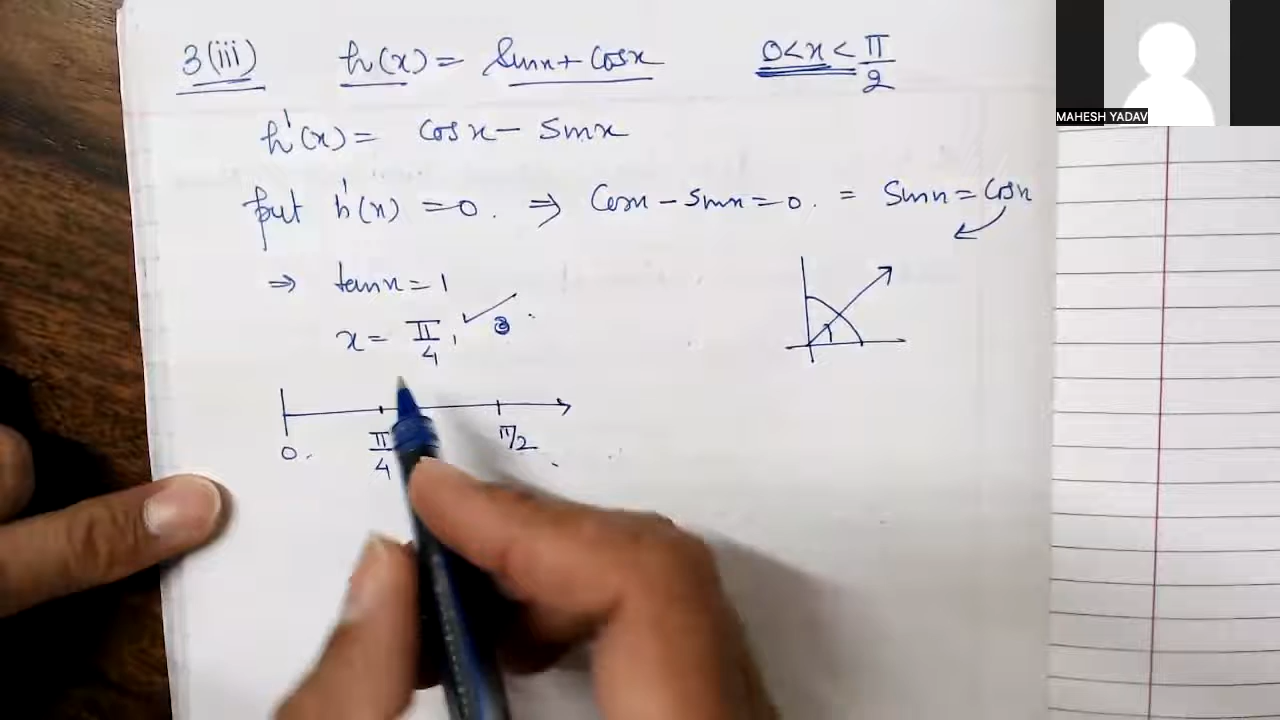 3(iii) h(x) = Sinx + Cosx 0<x<π/2
MAHESH YADAV
h'(x) = Cosx - Sinx
put h'(x) = 0. ⇒ Cosx - Sinx = 0. = Sinx = Cosx
⇒ tanx = 1
x = π/4,
0. π/4 π/2